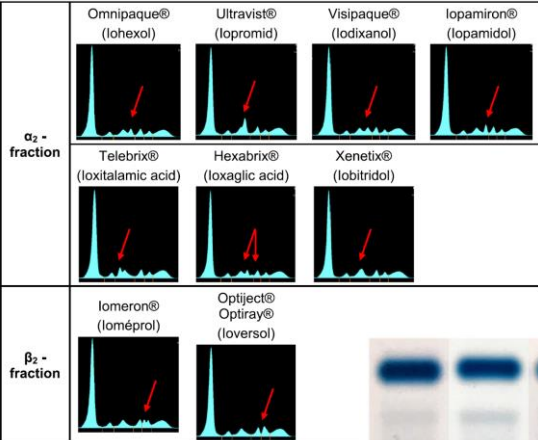 Omnipaque®
(Iohexol)
Ultravist®
(Iopromid)
Visipaque®
(Iodixanol)
Iopamiron®
(Iopamidol)
α₂ -
fraction
Telebrix®
(Ioxitalamic acid)
Hexabrix®
(Ioxaglic acid)
Xenetix®
(Iobitridol)
β₂ -
fraction
Iomeron®
(Ioméprol)
Optiject®
Optiray®
(Ioversol)